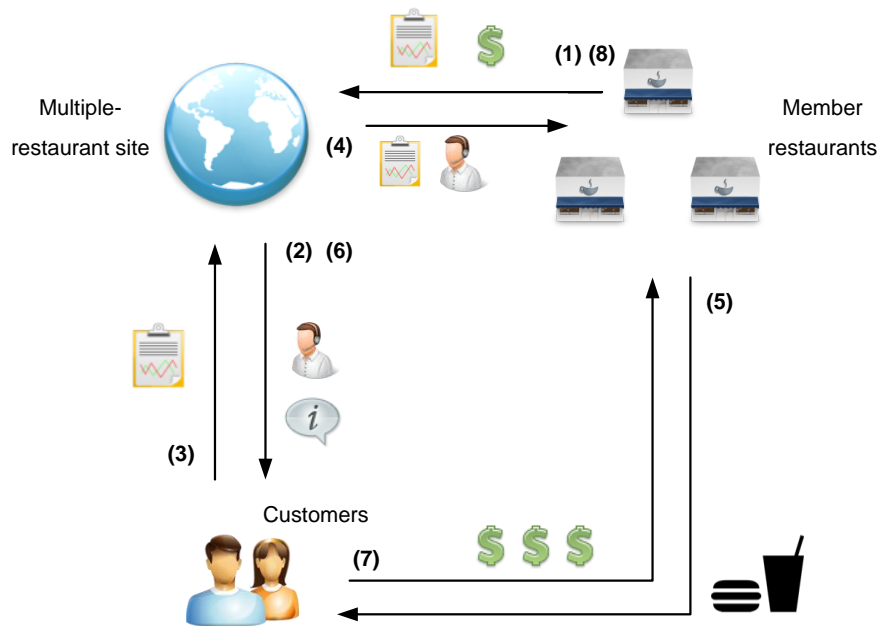 (1) (8)
Multiple-
restaurant site
Member
restaurants
(4)
(2) (6)
(5)
i
(3)
Customers
(7)
$ $ $
$